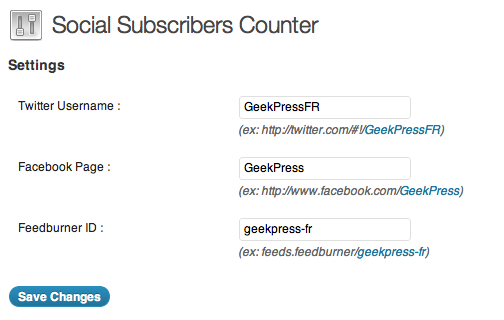 Social Subscribers Counter
Settings
Twitter Username :
GeekPressFR
(ex: http://twitter.com/#!/GeekPressFR)
Facebook Page :
GeekPress
(ex: http://www.facebook.com/GeekPress)
Feedburner ID :
geekpress-fr
(ex: feeds.feedburner/geekpress-fr)
Save Changes